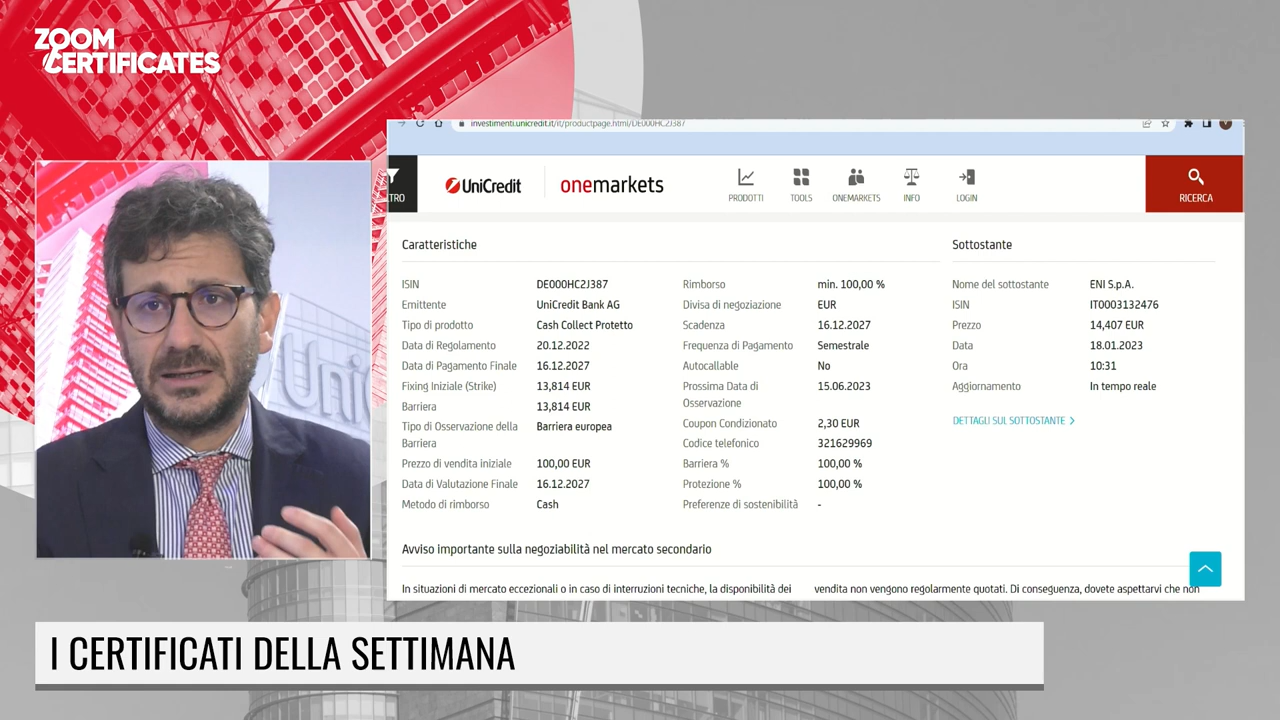 ZOOM
CERTIFICATES
investimenti.unicredit.it/it/productpage.html/DE000HC2J387
LTRO
UniCredit
onemarkets
PRODOTTI
TOOLS
ONEMARKETS
INFO
LOGIN
RICERCA
Caratteristiche
ISIN DE000HC2J387
Emittente UniCredit Bank AG
Tipo di prodotto Cash Collect Protetto
Data di Regolamento 20.12.2022
Data di Pagamento Finale 16.12.2027
Fixing Iniziale (Strike) 13,814 EUR
Barriera 13,814 EUR
Tipo di Osservazione della Barriera europea
Barriera
Prezzo di vendita iniziale 100,00 EUR
Data di Valutazione Finale 16.12.2027
Metodo di rimborso Cash
Rimborso min. 100,00 %
Divisa di negoziazione EUR
Scadenza 16.12.2027
Frequenza di Pagamento Semestrale
Autocallable No
Prossima Data di 15.06.2023
Osservazione
Coupon Condizionato 2,30 EUR
Codice telefonico 321629969
Barriera % 100,00 %
Protezione % 100,00 %
Preferenze di sostenibilità -
Sottostante
Nome del sottostante ENI S.p.A.
ISIN IT0003132476
Prezzo 14,407 EUR
Data 18.01.2023
Ora 10:31
Aggiornamento In tempo reale
DETTAGLI SUL SOTTOSTANTE
Avviso importante sulla negoziabilità nel mercato secondario
In situazioni di mercato eccezionali o in caso di interruzioni tecniche, la disponibilità dei
vendita non vengono regolarmente quotati. Di conseguenza, dovete aspettarvi che non
Uni
I CERTIFICATI DELLA SETTIMANA